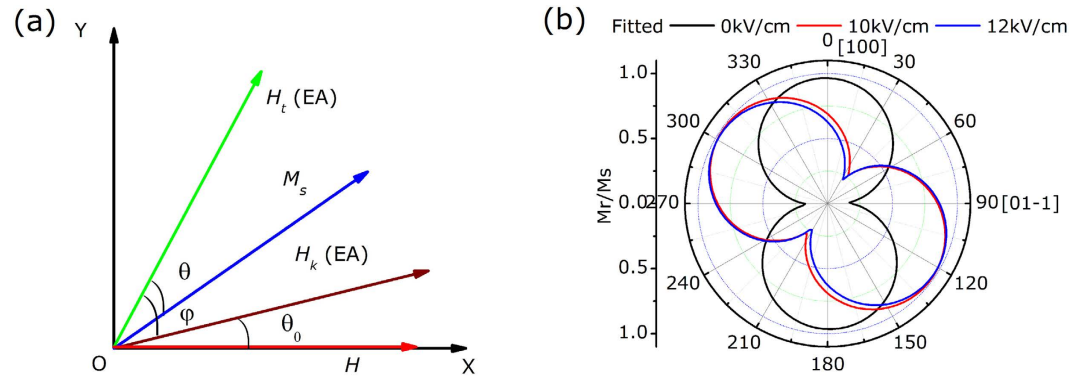 (a)
Y
H_t (EA)
M_s
H_k (EA)
θ
φ
θ_0
O
H
X
(b)
Fitted 0kV/cm 10kV/cm 12kV/cm
0 [100]
330 30
1.0
300 60
0.5
Mr/Ms
0.0 270 90 [01-1]
0.5
240 120
1.0
210 150
180